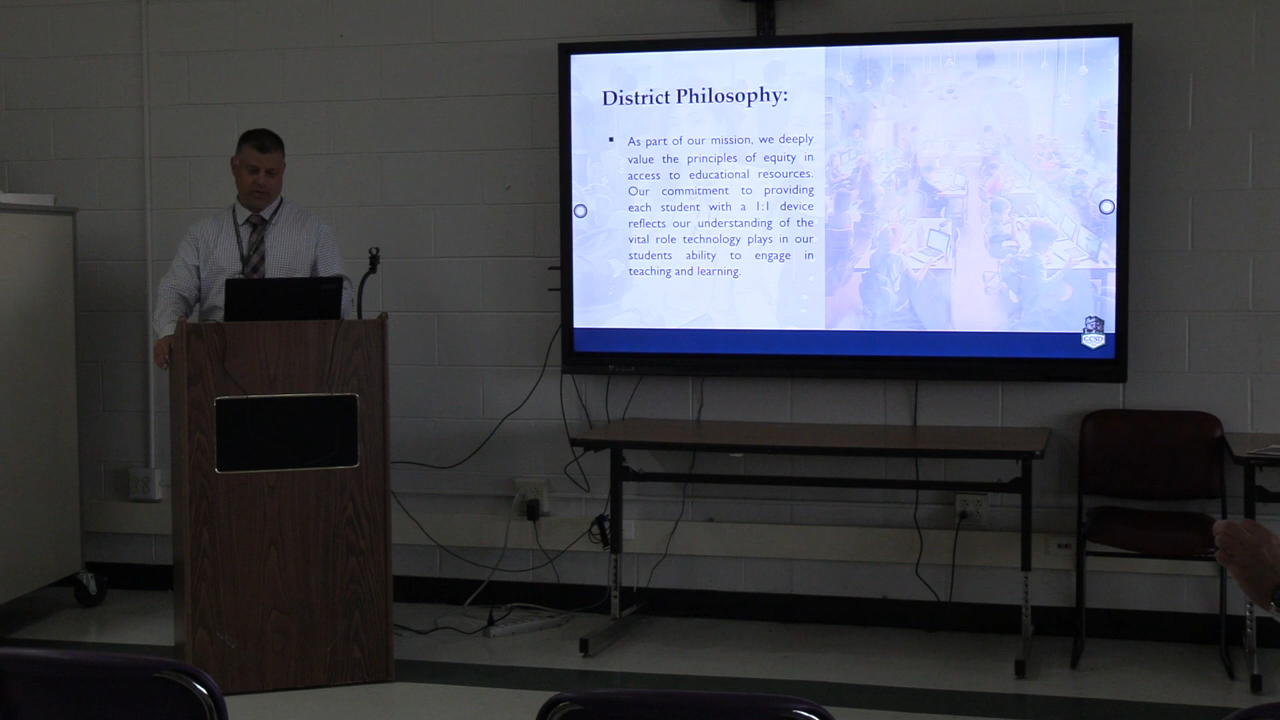 District Philosophy:
▪ As part of our mission, we deeply
value the principles of equity in
access to educational resources.
Our commitment to providing
each student with a 1:1 device
reflects our understanding of the
vital role technology plays in our
students ability to engage in
teaching and learning.
GCSD